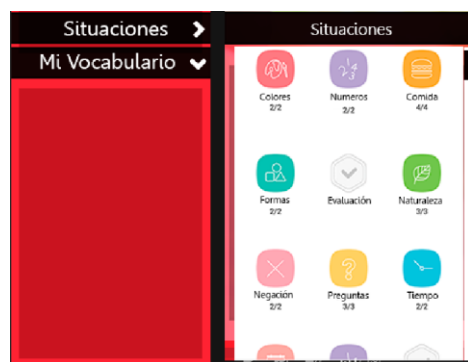 Situaciones
Mi Vocabulario
Situaciones
Colores
2/2
Numeros
2/2
Comida
4/4
Formas
2/2
Evaluación
Naturaleza
3/3
Negación
2/2
Preguntas
3/3
Tiempo
2/2